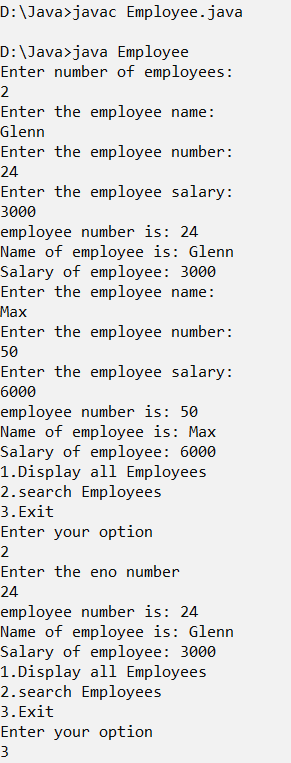 D:\Java>javac Employee.java
D:\Java>java Employee
Enter number of employees:
2
Enter the employee name:
Glenn
Enter the employee number:
24
Enter the employee salary:
3000
employee number is: 24
Name of employee is: Glenn
Salary of employee: 3000
Enter the employee name:
Max
Enter the employee number:
50
Enter the employee salary:
6000
employee number is: 50
Name of employee is: Max
Salary of employee: 6000
1.Display all Employees
2.search Employees
3.Exit
Enter your option
2
Enter the eno number
24
employee number is: 24
Name of employee is: Glenn
Salary of employee: 3000
1.Display all Employees
2.search Employees
3.Exit
Enter your option
3